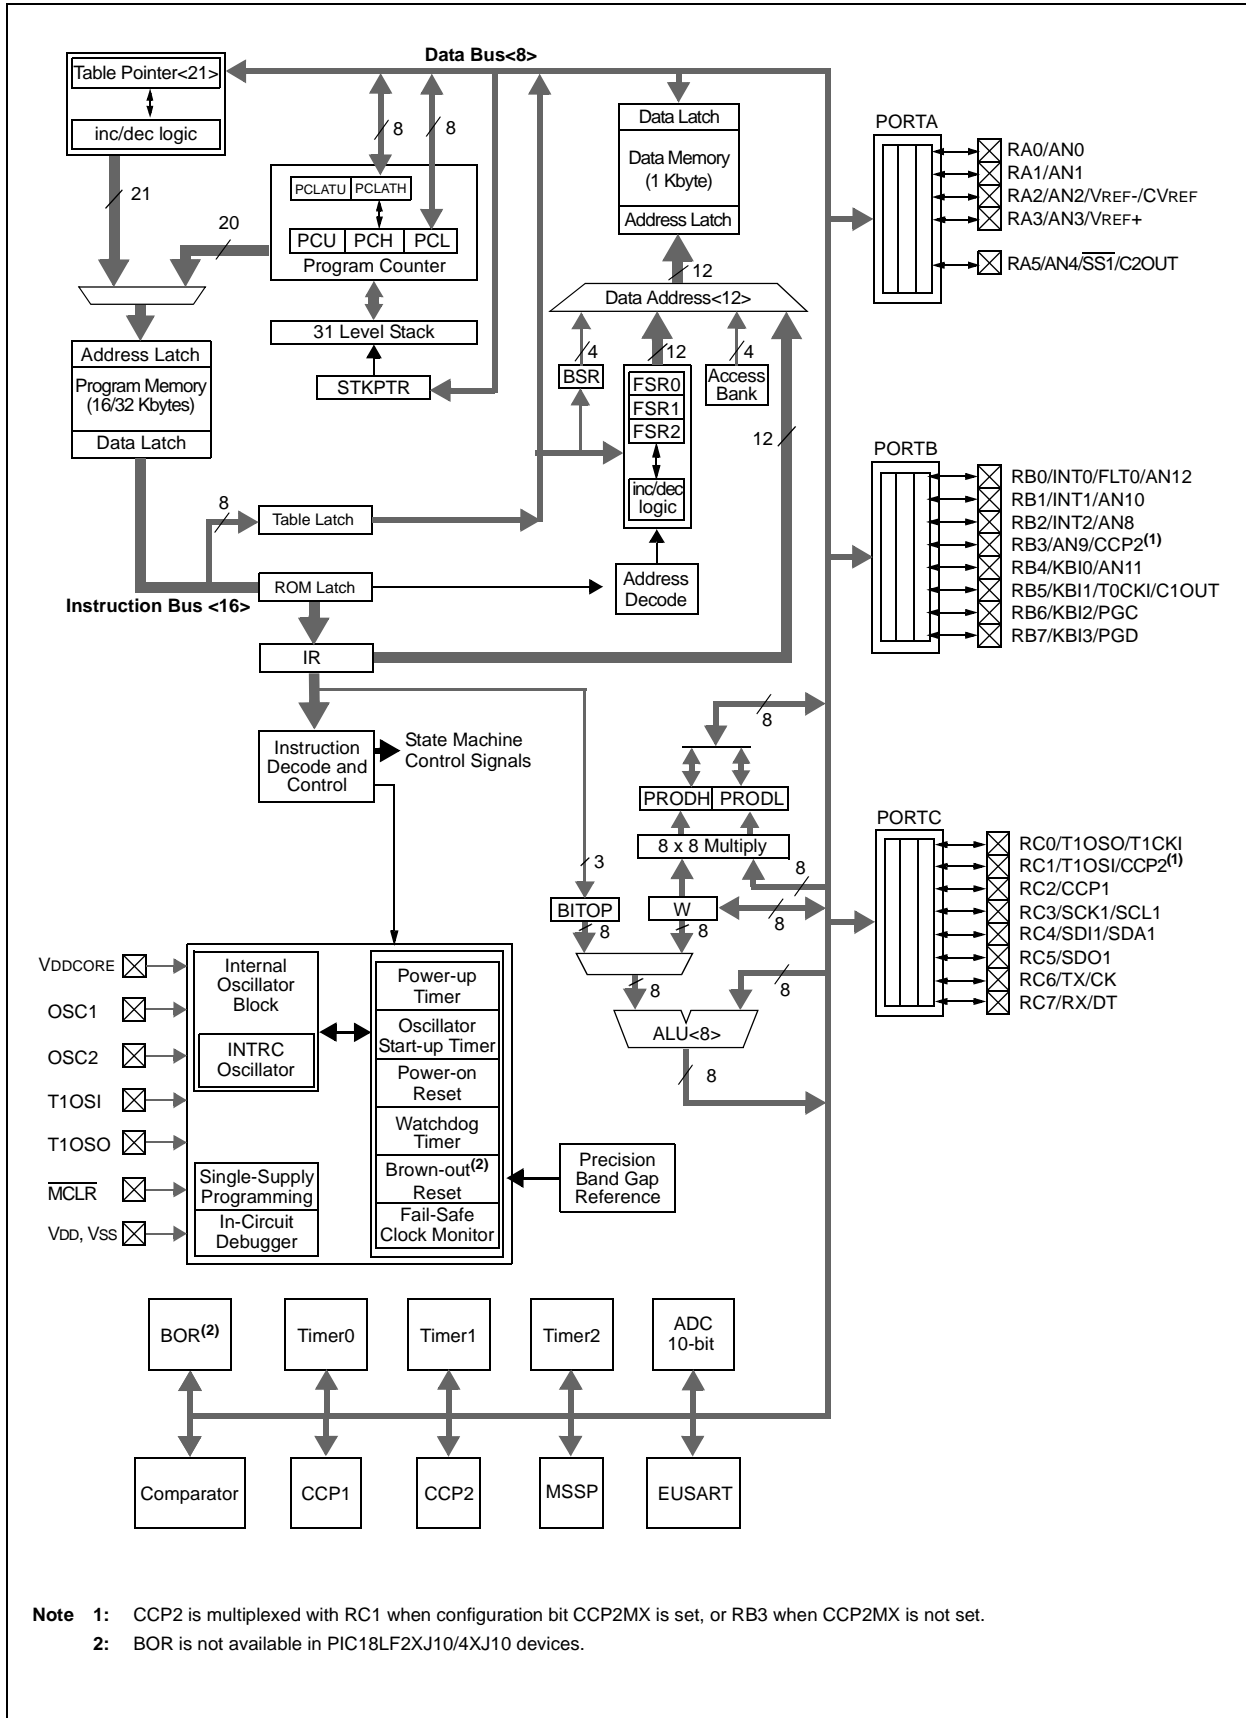 Data Bus<8>
Table Pointer<21>
inc/dec logic
21
20
8
8
PCLATU
PCLATH
PCU
PCH
PCL
Program Counter
31 Level Stack
STKPTR
Data Latch
Data Memory
(1 Kbyte)
Address Latch
12
Data Address<12>
4
12
4
BSR
FSR0
FSR1
FSR2
inc/dec
logic
Access
Bank
12
Address Latch
Program Memory
(16/32 Kbytes)
Data Latch
8
Table Latch
ROM Latch
Instruction Bus <16>
Address
Decode
IR
Instruction
Decode and
Control
State Machine
Control Signals
8
PRODH
PRODL
8 x 8 Multiply
3
8
BITOP
W
8
8
8
8
8
ALU<8>
8
PORTA
RA0/AN0
RA1/AN1
RA2/AN2/VREF-/CVREF
RA3/AN3/VREF+
RA5/AN4/SS1/C2OUT
PORTB
RB0/INT0/FLT0/AN12
RB1/INT1/AN10
RB2/INT2/AN8
RB3/AN9/CCP2(1)
RB4/KBI0/AN11
RB5/KBI1/T0CKI/C1OUT
RB6/KBI2/PGC
RB7/KBI3/PGD
PORTC
RC0/T1OSO/T1CKI
RC1/T1OSI/CCP2(1)
RC2/CCP1
RC3/SCK1/SCL1
RC4/SDI1/SDA1
RC5/SDO1
RC6/TX/CK
RC7/RX/DT
VDDCORE
OSC1
OSC2
T1OSI
T1OSO
MCLR
VDD, VSS
Internal
Oscillator
Block
INTRC
Oscillator
Single-Supply
Programming
In-Circuit
Debugger
Power-up
Timer
Oscillator
Start-up Timer
Power-on
Reset
Watchdog
Timer
Brown-out(2)
Reset
Fail-Safe
Clock Monitor
Precision
Band Gap
Reference
BOR(2)
Timer0
Timer1
Timer2
ADC
10-bit
Comparator
CCP1
CCP2
MSSP
EUSART
Note 1: CCP2 is multiplexed with RC1 when configuration bit CCP2MX is set, or RB3 when CCP2MX is not set.
2: BOR is not available in PIC18LF2XJ10/4XJ10 devices.